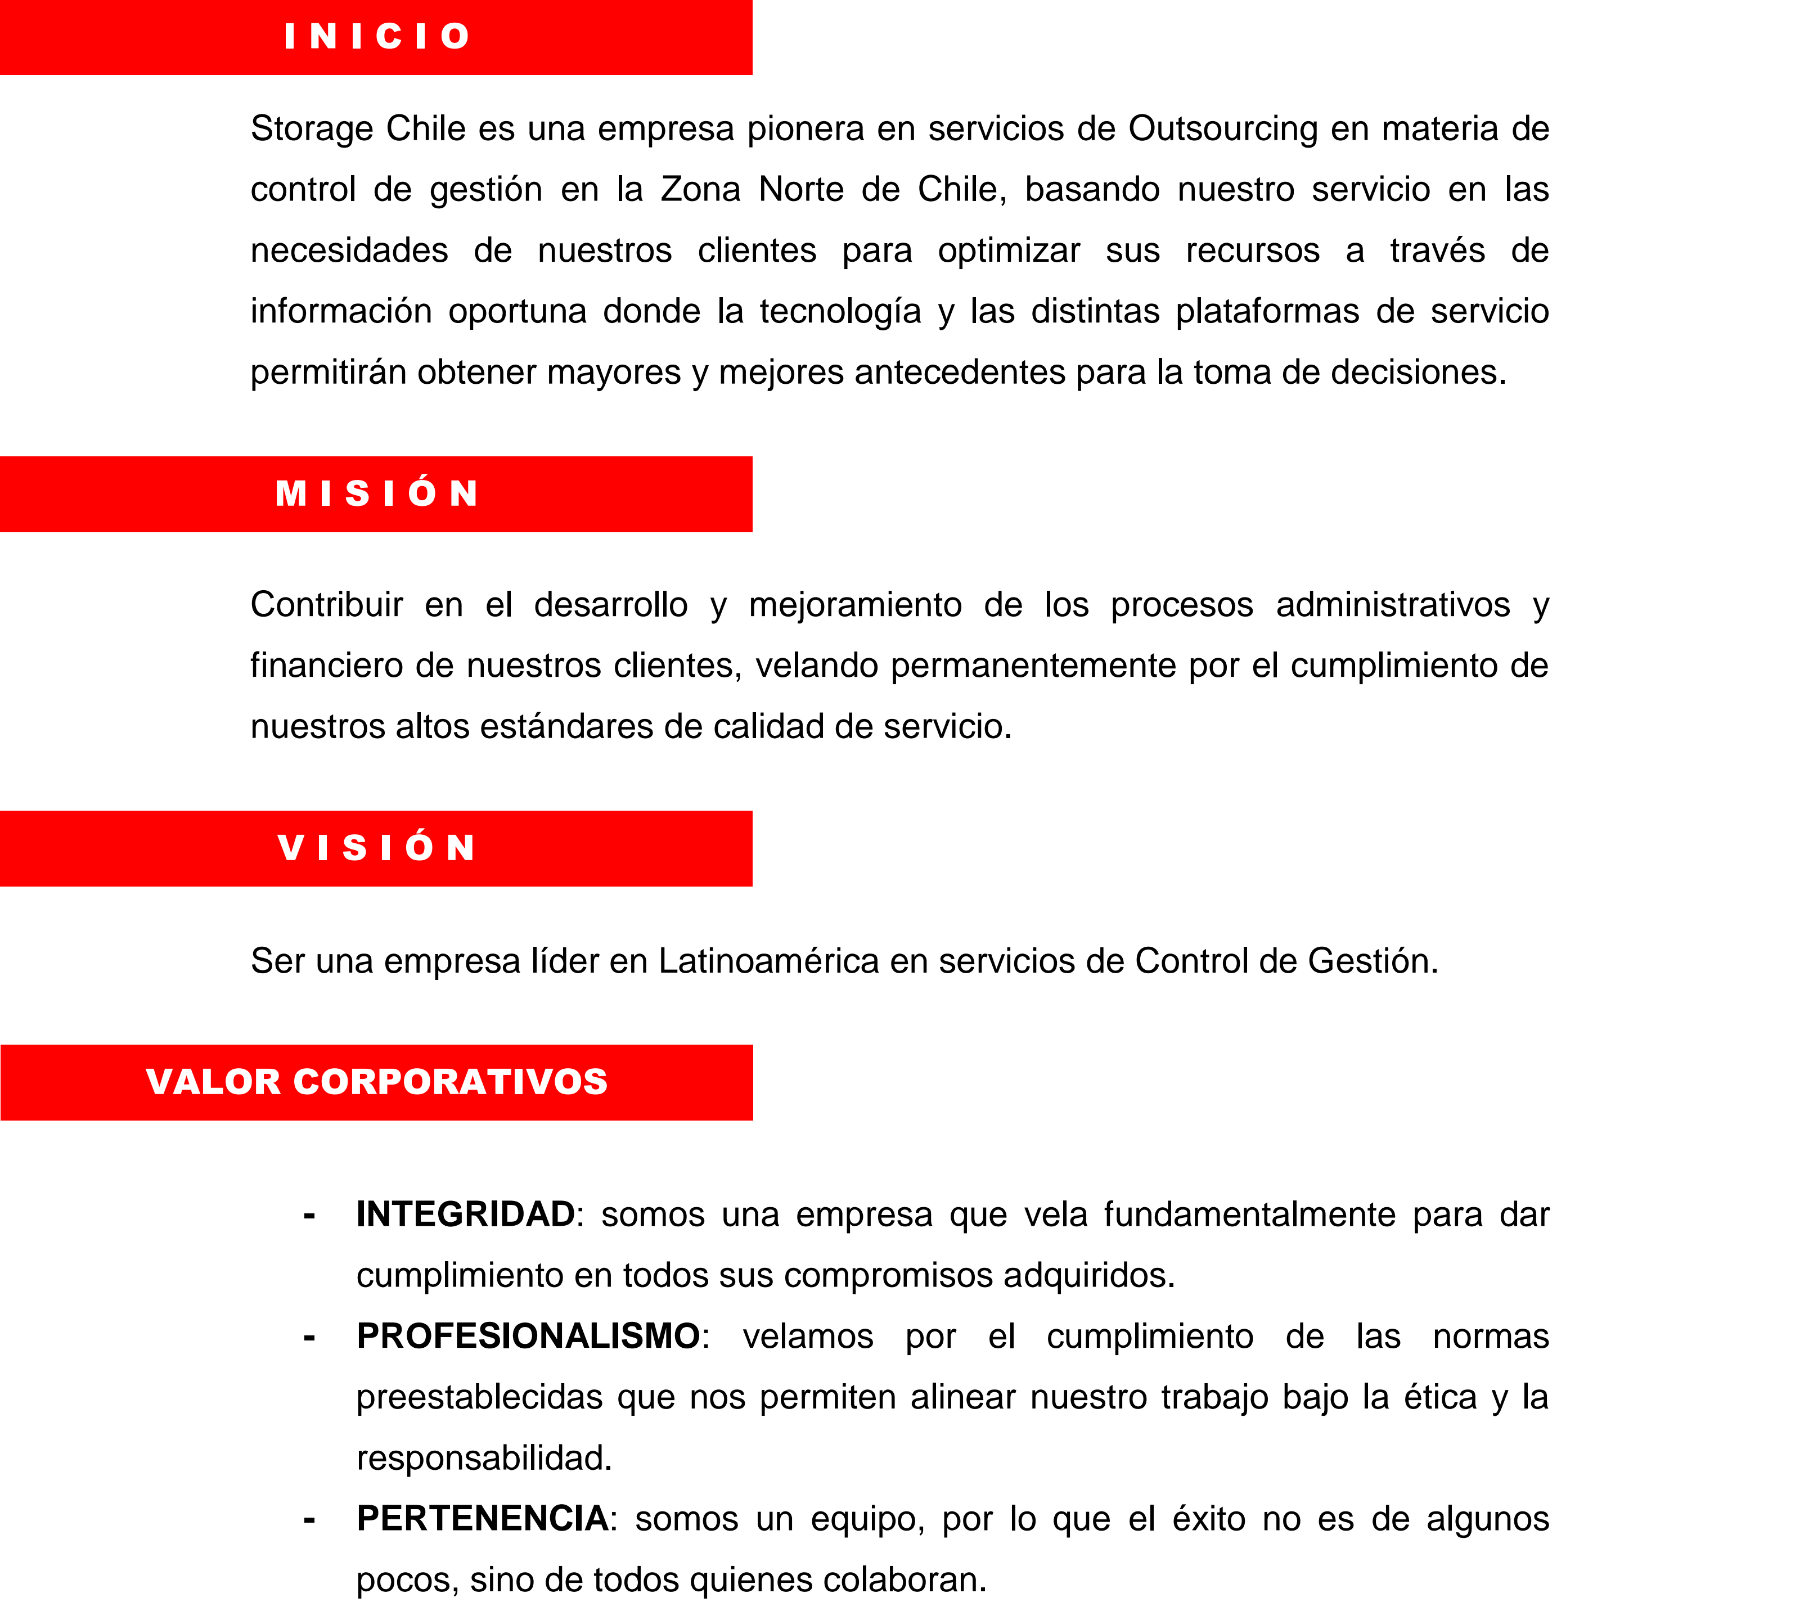 INICIO
Storage Chile es una empresa pionera en servicios de Outsourcing en materia de
control de gestión en la Zona Norte de Chile, basando nuestro servicio en las
necesidades de nuestros clientes para optimizar sus recursos a través de
información oportuna donde la tecnología y las distintas plataformas de servicio
permitirán obtener mayores y mejores antecedentes para la toma de decisiones.
MISIÓN
Contribuir en el desarrollo y mejoramiento de los procesos administrativos y
financiero de nuestros clientes, velando permanentemente por el cumplimiento de
nuestros altos estándares de calidad de servicio.
VISIÓN
Ser una empresa líder en Latinoamérica en servicios de Control de Gestión.
VALOR CORPORATIVOS
- INTEGRIDAD: somos una empresa que vela fundamentalmente para dar
cumplimiento en todos sus compromisos adquiridos.
- PROFESIONALISMO: velamos por el cumplimiento de las normas
preestablecidas que nos permiten alinear nuestro trabajo bajo la ética y la
responsabilidad.
- PERTENENCIA: somos un equipo, por lo que el éxito no es de algunos
pocos, sino de todos quienes colaboran.